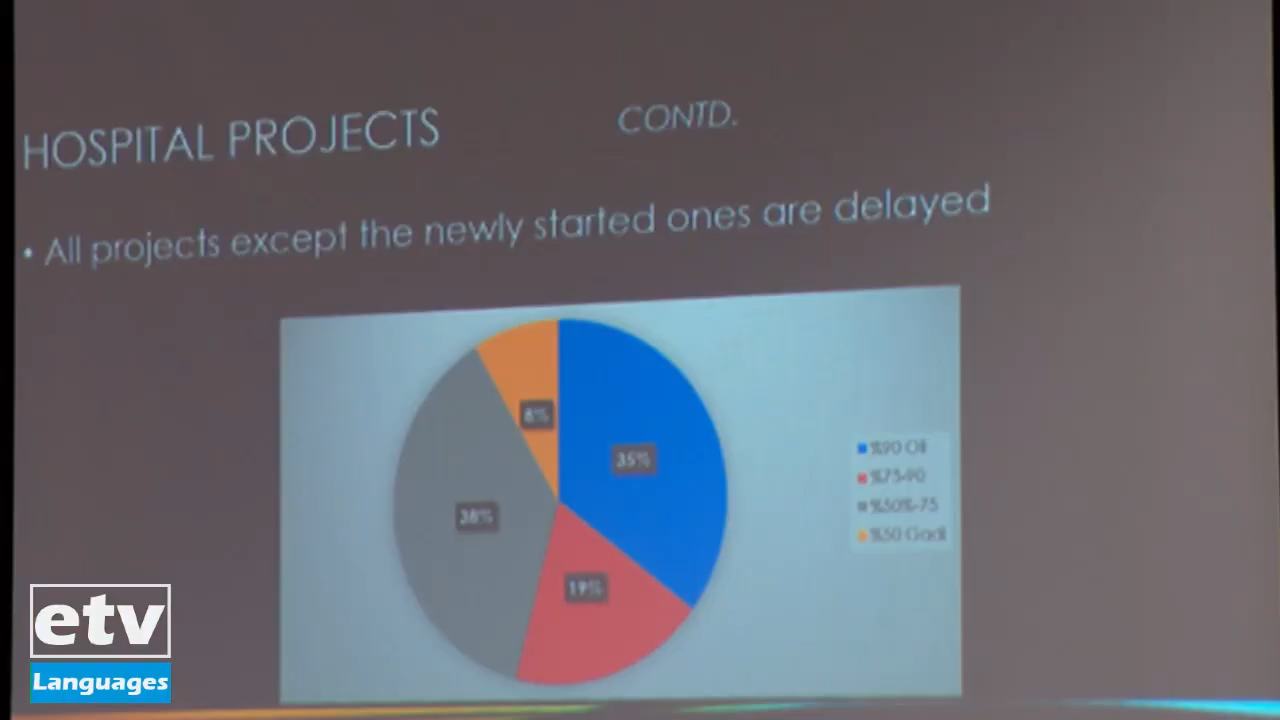 HOSPITAL PROJECTS CONTD.
• All projects except the newly started ones are delayed
8%
35%
38%
19%
%90 Oli
%75-90
%50%-75
%50 Gadi
etv
Languages